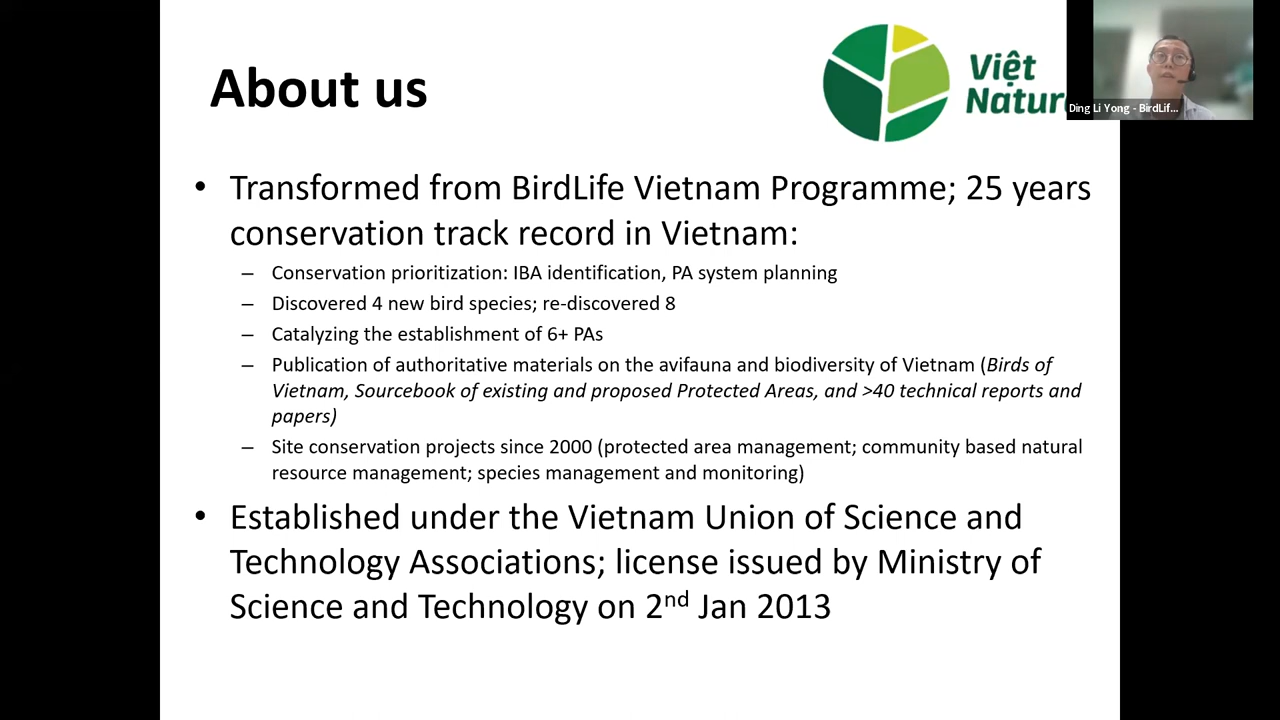 About us
Việt
Natur
Ding Li Yong - BirdLif...
• Transformed from BirdLife Vietnam Programme; 25 years
conservation track record in Vietnam:
– Conservation prioritization: IBA identification, PA system planning
– Discovered 4 new bird species; re-discovered 8
– Catalyzing the establishment of 6+ PAs
– Publication of authoritative materials on the avifauna and biodiversity of Vietnam (Birds of
Vietnam, Sourcebook of existing and proposed Protected Areas, and >40 technical reports and
papers)
– Site conservation projects since 2000 (protected area management; community based natural
resource management; species management and monitoring)
• Established under the Vietnam Union of Science and
Technology Associations; license issued by Ministry of
Science and Technology on 2nd Jan 2013